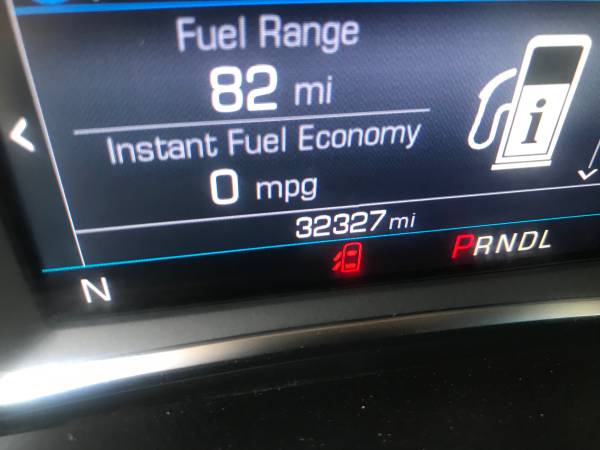 Fuel Range
82 mi
Instant Fuel Economy
0 mpg
32327 mi
N
PRNDL